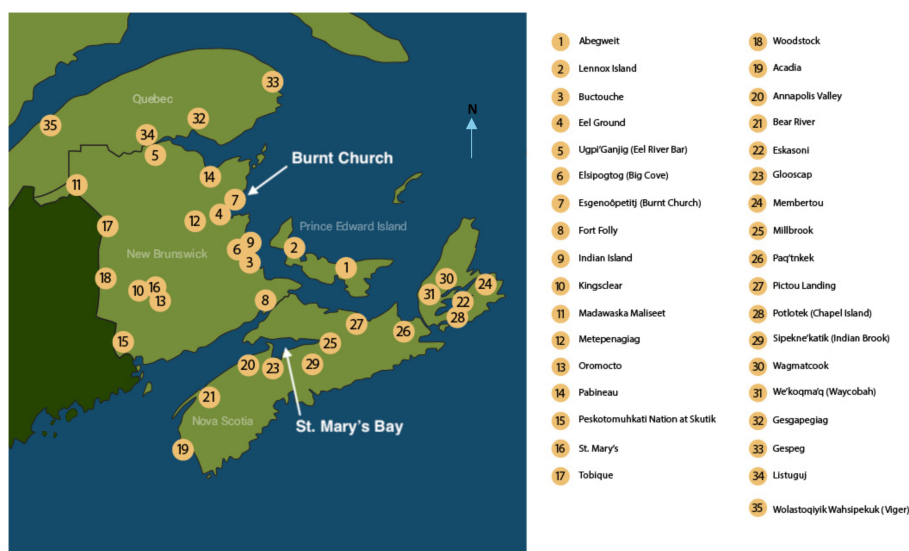 33
Quebec
35
32
34
5
N
Burnt Church
14
11
7
4
12
17
Prince Edward Island
9
6
2
3
New Brunswick
1
18
10
16
13
30
24
31
22
28
8
27
26
15
25
20
23
29
21
Nova Scotia
St. Mary's Bay
19
1 Abegweit
2 Lennox Island
3 Buctouche
4 Eel Ground
5 Ugpi'Ganjig (Eel River Bar)
6 Elsipogtog (Big Cove)
7 Esgenoôpetitj (Burnt Church)
8 Fort Folly
9 Indian Island
10 Kingsclear
11 Madawaska Maliseet
12 Metepenagiag
13 Oromocto
14 Pabineau
15 Peskotomuhkati Nation at Skutik
16 St. Mary's
17 Tobique
18 Woodstock
19 Acadia
20 Annapolis Valley
21 Bear River
22 Eskasoni
23 Glooscap
24 Membertou
25 Millbrook
26 Paq'tnkek
27 Pictou Landing
28 Potlotek (Chapel Island)
29 Sipekne'katik (Indian Brook)
30 Wagmatcook
31 We'koqma'q (Waycobah)
32 Gesgapegiag
33 Gespeg
34 Listuguj
35 Wolastoqiyik Wahsipekuk (Viger)